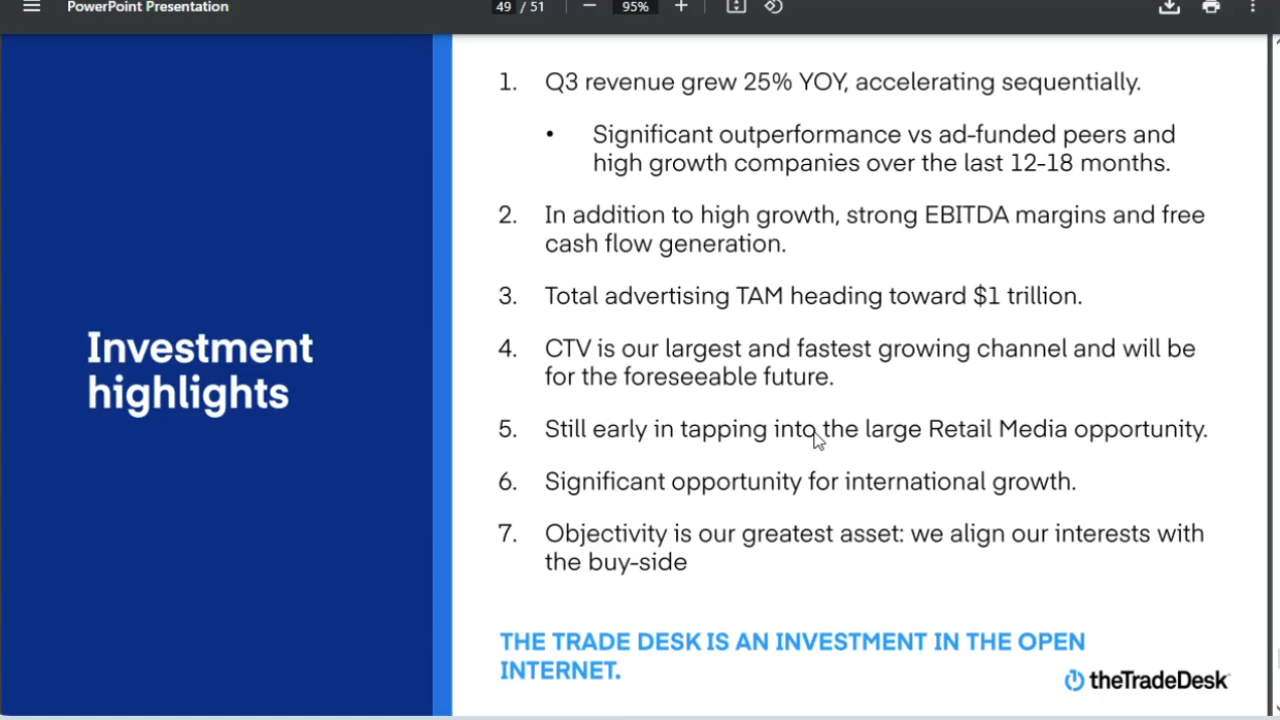 PowerPoint Presentation
49 / 51
95%
Investment
highlights
1. Q3 revenue grew 25% YOY, accelerating sequentially.
• Significant outperformance vs ad-funded peers and
high growth companies over the last 12-18 months.
2. In addition to high growth, strong EBITDA margins and free
cash flow generation.
3. Total advertising TAM heading toward $1 trillion.
4. CTV is our largest and fastest growing channel and will be
for the foreseeable future.
5. Still early in tapping into the large Retail Media opportunity.
6. Significant opportunity for international growth.
7. Objectivity is our greatest asset: we align our interests with
the buy-side
THE TRADE DESK IS AN INVESTMENT IN THE OPEN
INTERNET.
theTradeDesk